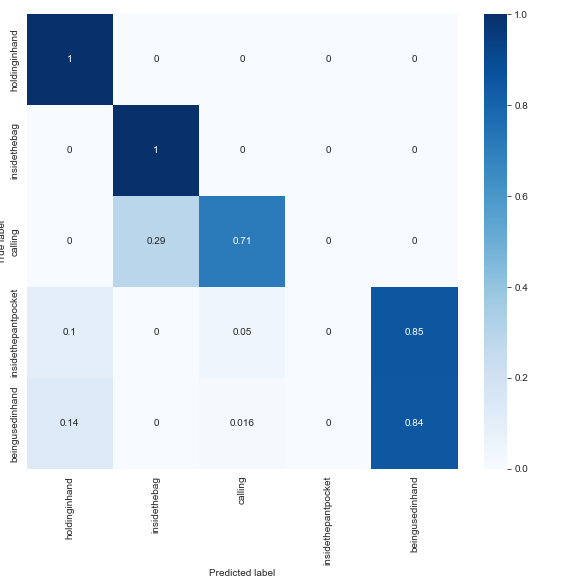 holdinginhand 1 0 0 0 0
insidethebag 0 1 0 0 0
calling 0 0.29 0.71 0 0
insidethepantpocket 0.1 0 0.05 0 0.85
beingusedinhand 0.14 0 0.016 0 0.84
True label
holdinginhand insidethebag calling insidethepantpocket beingusedinhand
Predicted label
1.0
0.8
0.6
0.4
0.2
0.0